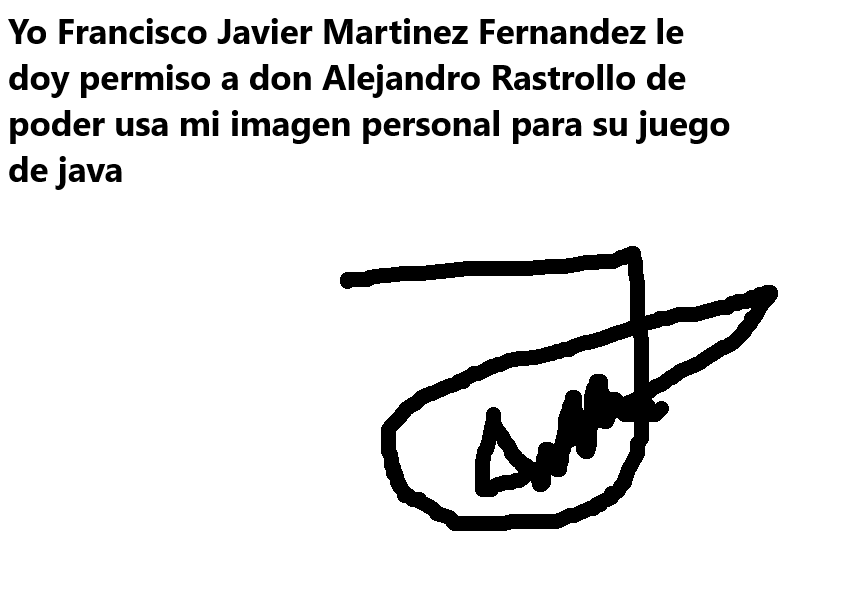 Yo Francisco Javier Martinez Fernandez le
doy permiso a don Alejandro Rastrollo de
poder usa mi imagen personal para su juego
de java